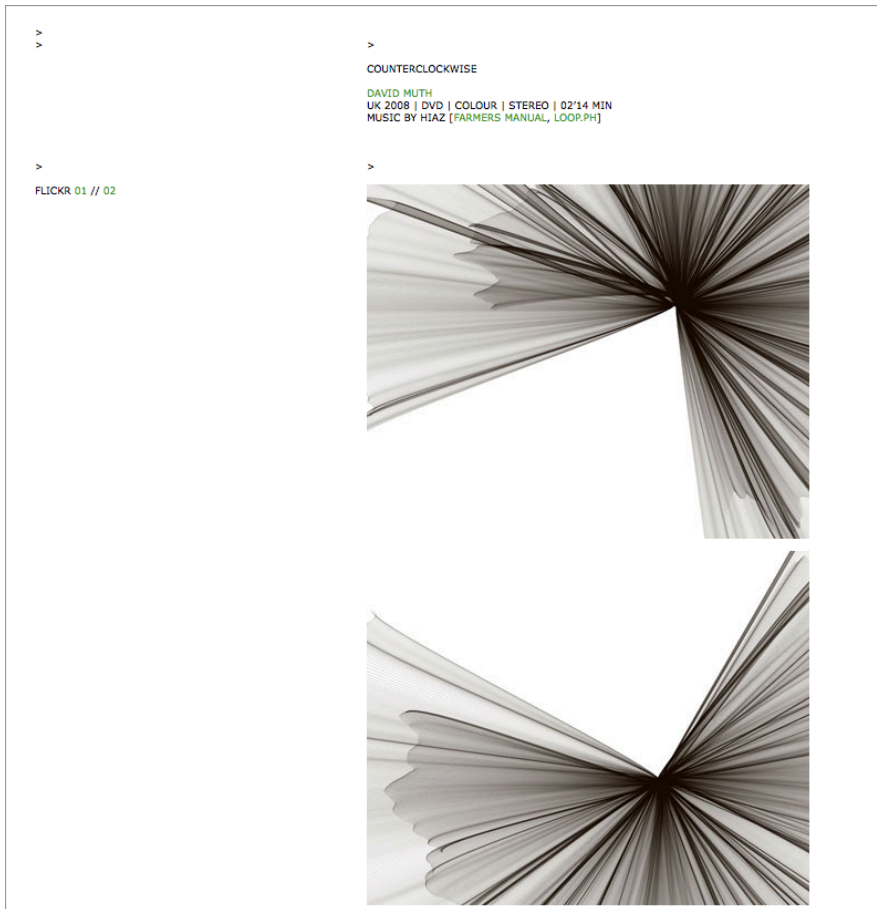 >
>
>
COUNTERCLOCKWISE
DAVID MUTH
UK 2008 | DVD | COLOUR | STEREO | 02'14 MIN
MUSIC BY HIAZ [FARMERS MANUAL, LOOP.PH]
>
>
FLICKR 01 // 02